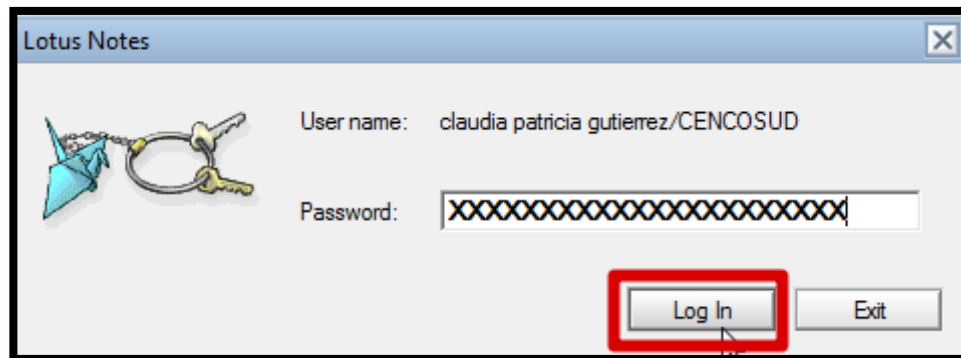 Lotus Notes
User name: claudia patricia gutierrez/CENCOSUD
Password: XXXXXXXXXXXXXXXXXXXXXX
Log In Exit